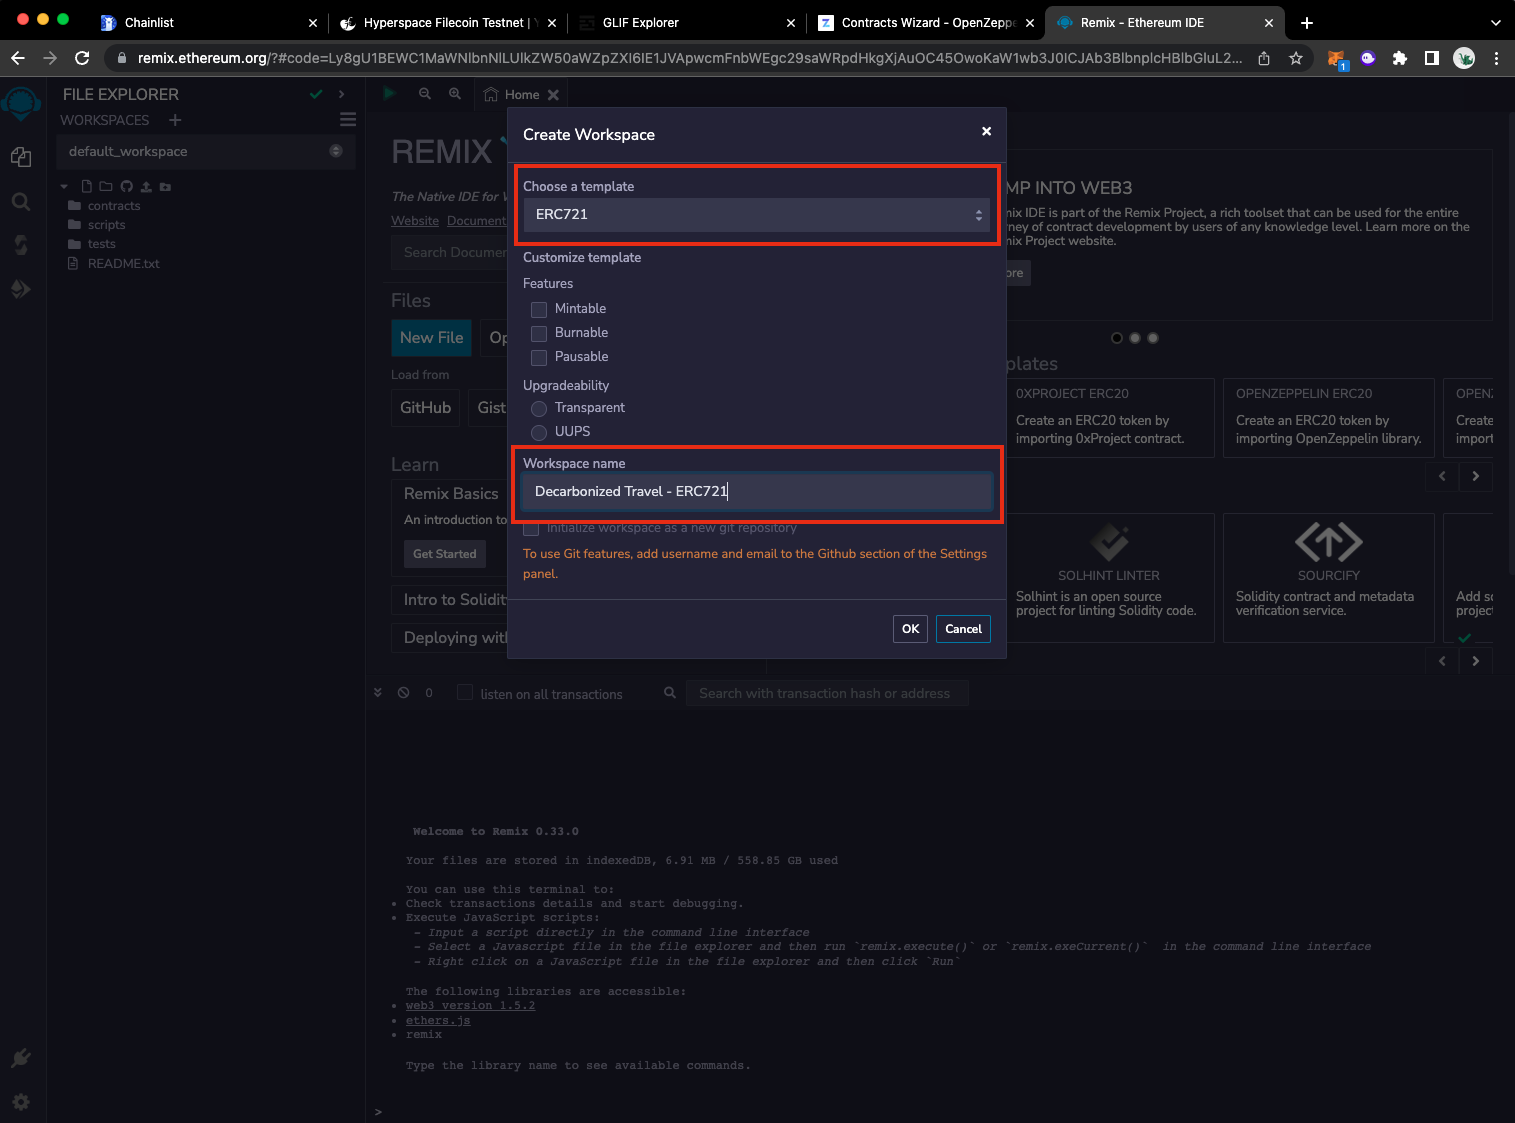 Chainlist
Hyperspace Filecoin Testnet |
GLIF Explorer
Contracts Wizard - OpenZeppe
Remix - Ethereum IDE
remix.ethereum.org/?#code=
1
FILE EXPLORER
WORKSPACES
default_workspace
contracts
scripts
tests
README.txt
Home
REMIX
The Native IDE for
Website Document
Search Documen
Files
New File
Op
Load from
GitHub Gist
Learn
Remix Basics
An introduction to
Get Started
Intro to Solidit
Deploying with
Create Workspace
Choose a template
ERC721
Customize template
Features
Mintable
Burnable
Pausable
Upgradeability
Transparent
UUPS
Workspace name
Decarbonized Travel - ERC721
Initialize workspace as a new git repository
To use Git features, add username and email to the Github section of the Settings
panel.
OK Cancel
MP INTO WEB3
nix IDE is part of the Remix Project, a rich toolset that can be used for the entire
rney of contract development by users of any knowledge level. Learn more on the
nix Project website.
ore
plates
0XPROJECT ERC20
Create an ERC20 token by
importing 0xProject contract.
OPENZEPPELIN ERC20
Create an ERC20 token by
importing OpenZeppelin library.
OPENZ
Create
import
SOLHINT LINTER
Solhint is an open source
project for linting Solidity code.
SOURCIFY
Solidity contract and metadata
verification service.
Add sc
project
0
listen on all transactions
Search with transaction hash or address
Welcome to Remix 0.33.0
Your files are stored in indexedDB, 6.91 MB / 558.85 GB used
You can use this terminal to:
• Check transactions details and start debugging.
• Execute JavaScript scripts:
- Input a script directly in the command line interface
- Select a Javascript file in the file explorer and then run `remix.execute()` or `remix.exeCurrent()` in the command line interface
- Right click on a JavaScript file in the file explorer and then click `Run`
The following libraries are accessible:
• web3 version 1.5.2
• ethers.js
• remix
Type the library name to see available commands.
>